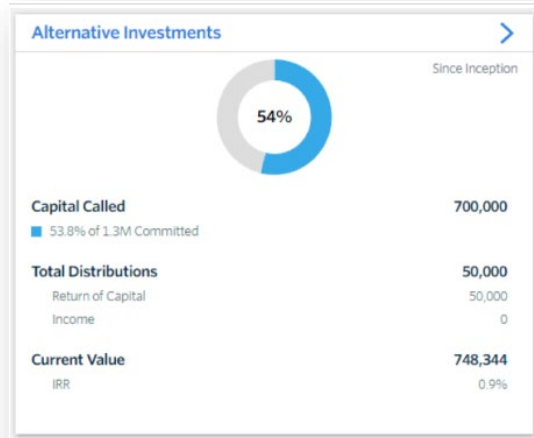 Alternative Investments
Since Inception
54%
Capital Called 700,000
53.8% of 1.3M Committed
Total Distributions 50,000
Return of Capital 50,000
Income 0
Current Value 748,344
IRR 0.9%